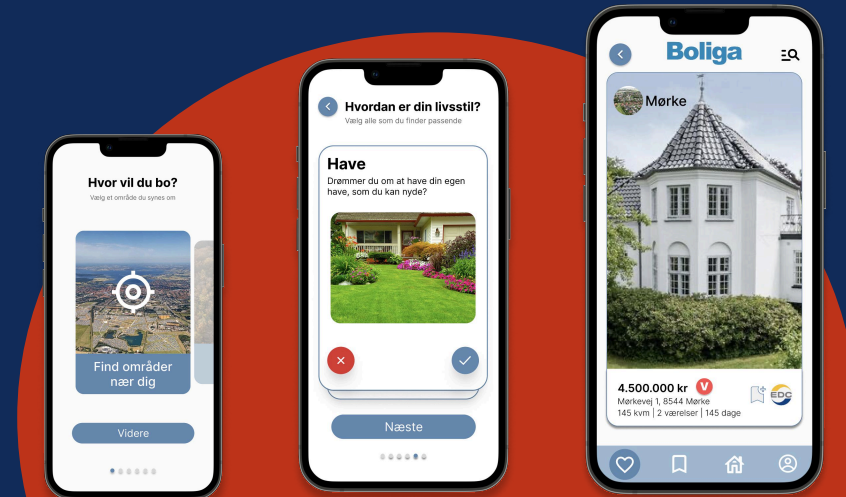 Hvor vil du bo?
Vælg et område du synes om
Find områder
nær dig
Videre
Hvordan er din livsstil?
Vælg alle som du finder passende
Have
Drømmer du om at have din egen
have, som du kan nyde?
Næste
Boliga
Mørke
4.500.000 kr V
Mørkevej 1, 8544 Mørke
145 kvm | 2 værelser | 145 dage
EDC